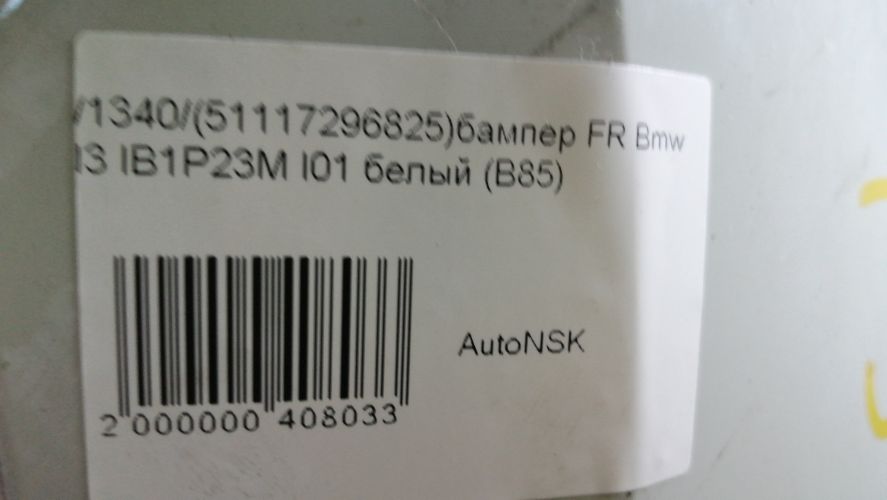 /1340/(51117296825)бампер FR Bmw
I3 IB1P23M I01 белый (B85)
AutoNSK
2 000000 408033